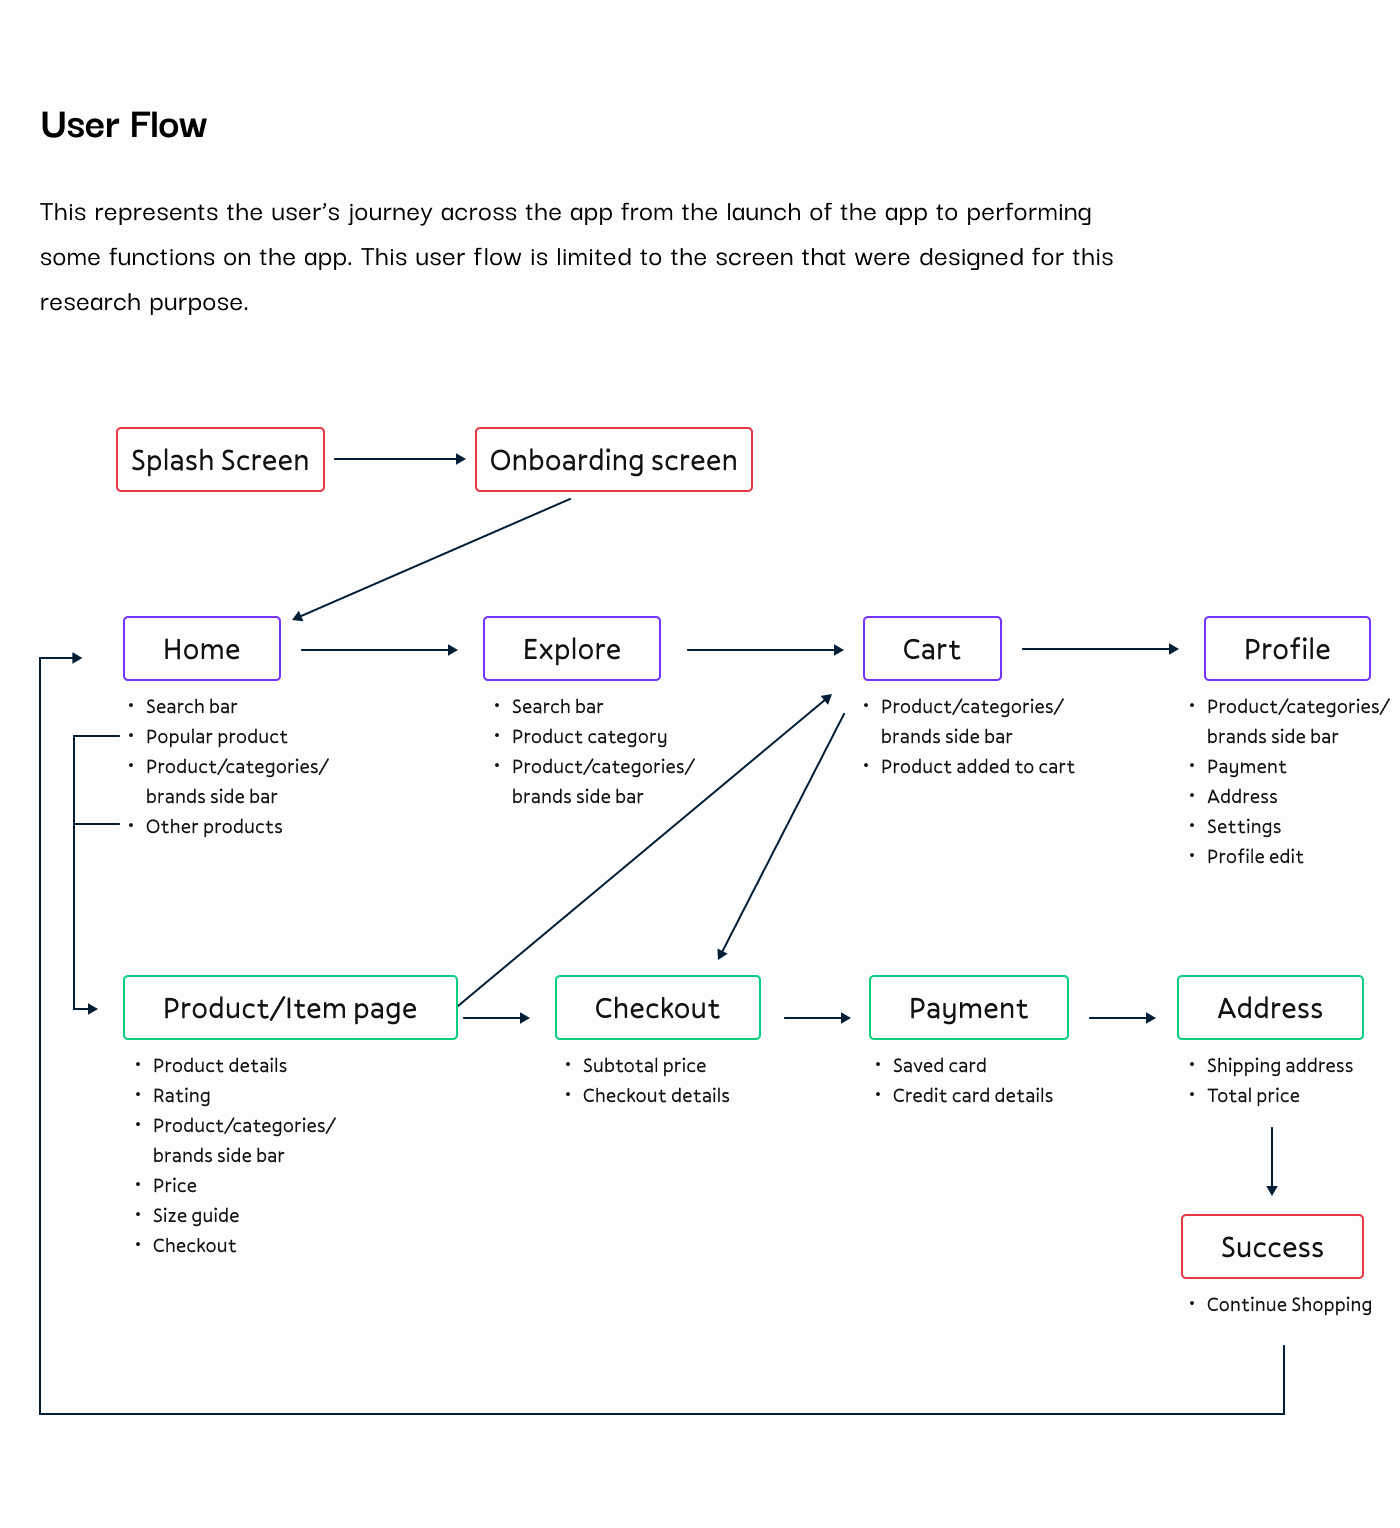 User Flow
This represents the user’s journey across the app from the launch of the app to performing
some functions on the app. This user flow is limited to the screen that were designed for this
research purpose.
Splash Screen
Onboarding screen
Home
• Search bar
• Popular product
• Product/categories/
brands side bar
• Other products
Explore
• Search bar
• Product category
• Product/categories/
brands side bar
Cart
• Product/categories/
brands side bar
• Product added to cart
Profile
• Product/categories/
brands side bar
• Payment
• Address
• Settings
• Profile edit
Product/Item page
• Product details
• Rating
• Product/categories/
brands side bar
• Price
• Size guide
• Checkout
Checkout
• Subtotal price
• Checkout details
Payment
• Saved card
• Credit card details
Address
• Shipping address
• Total price
Success
• Continue Shopping